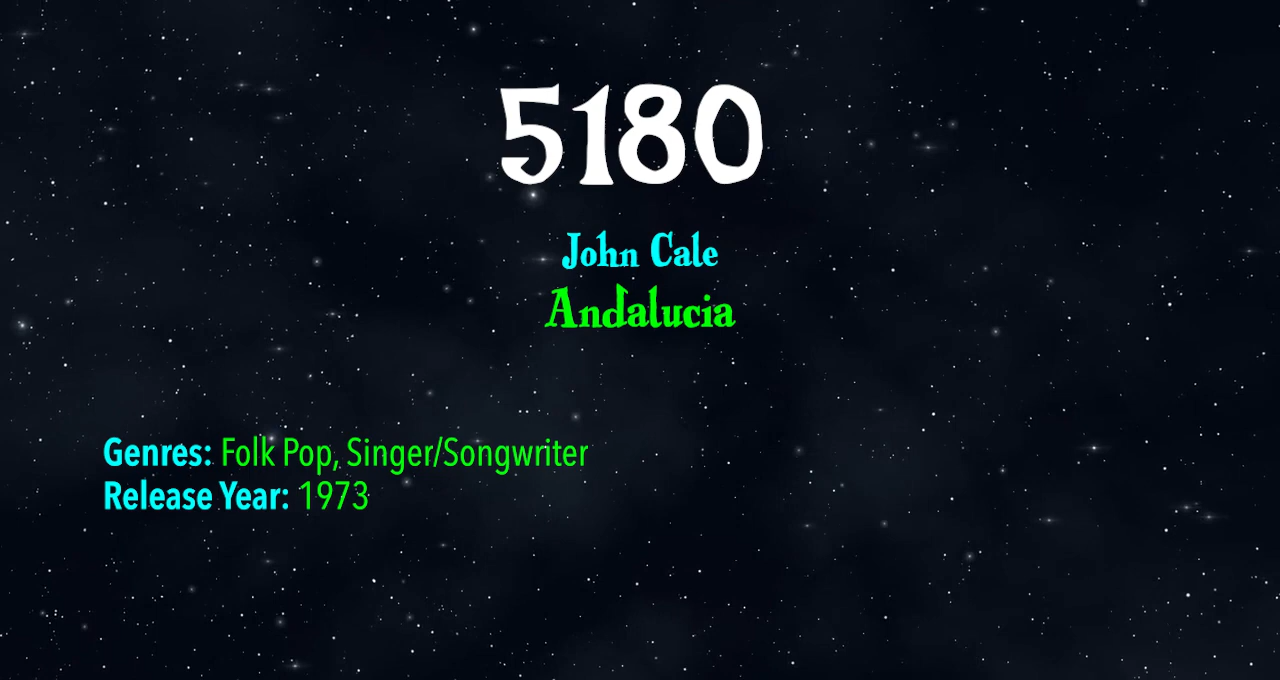 5180
John Cale
Andalucia
Genres: Folk Pop, Singer/Songwriter
Release Year: 1973